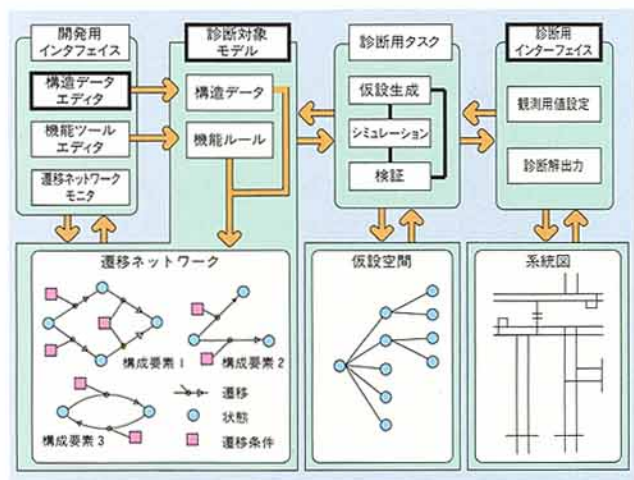 開発用
インタフェイス
構造データ
エディタ
機能ツール
エディタ
遷移ネットワーク
モニタ
診断対象
モデル
構造データ
機能ルール
診断用タスク
仮設生成
シミュレーション
検証
診断用
インターフェイス
観測用値設定
診断解出力
遷移ネットワーク
構成要素1
構成要素2
構成要素3
遷移
状態
遷移条件
仮設空間
系統図